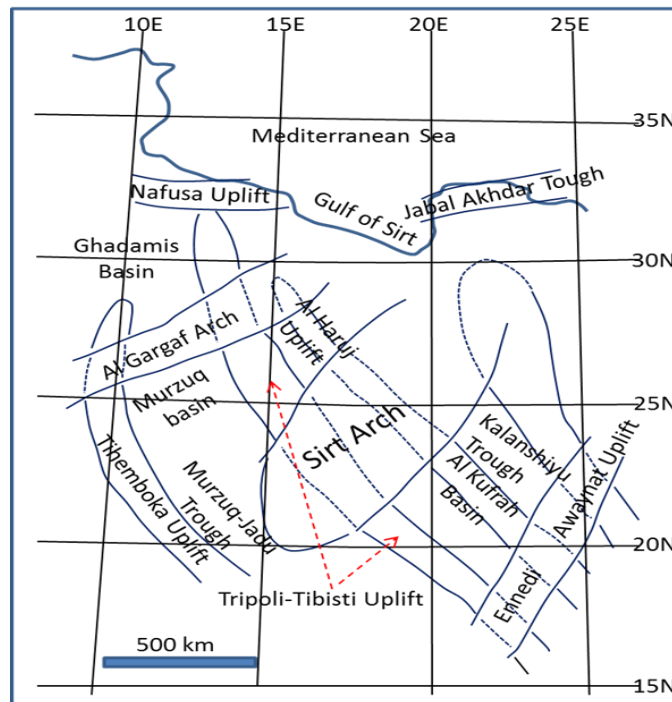 10E 15E 20E 25E
35N
Mediterranean Sea
Nafusa Uplift
Gulf of Sirt
Jabal Akhdar Tough
Ghadamis
Basin
30N
Al Gargaf Arch
Al Haruj
Uplift
Murzuq
basin
25N
Sirt Arch
Kalanshiyu
Trough
Al Kufrah
Basin
Awaynat Uplift
Tihemboka Uplift
Murzuq-Jadu
Trough
20N
Tripoli-Tibisti Uplift
Ennedi
500 km
15N